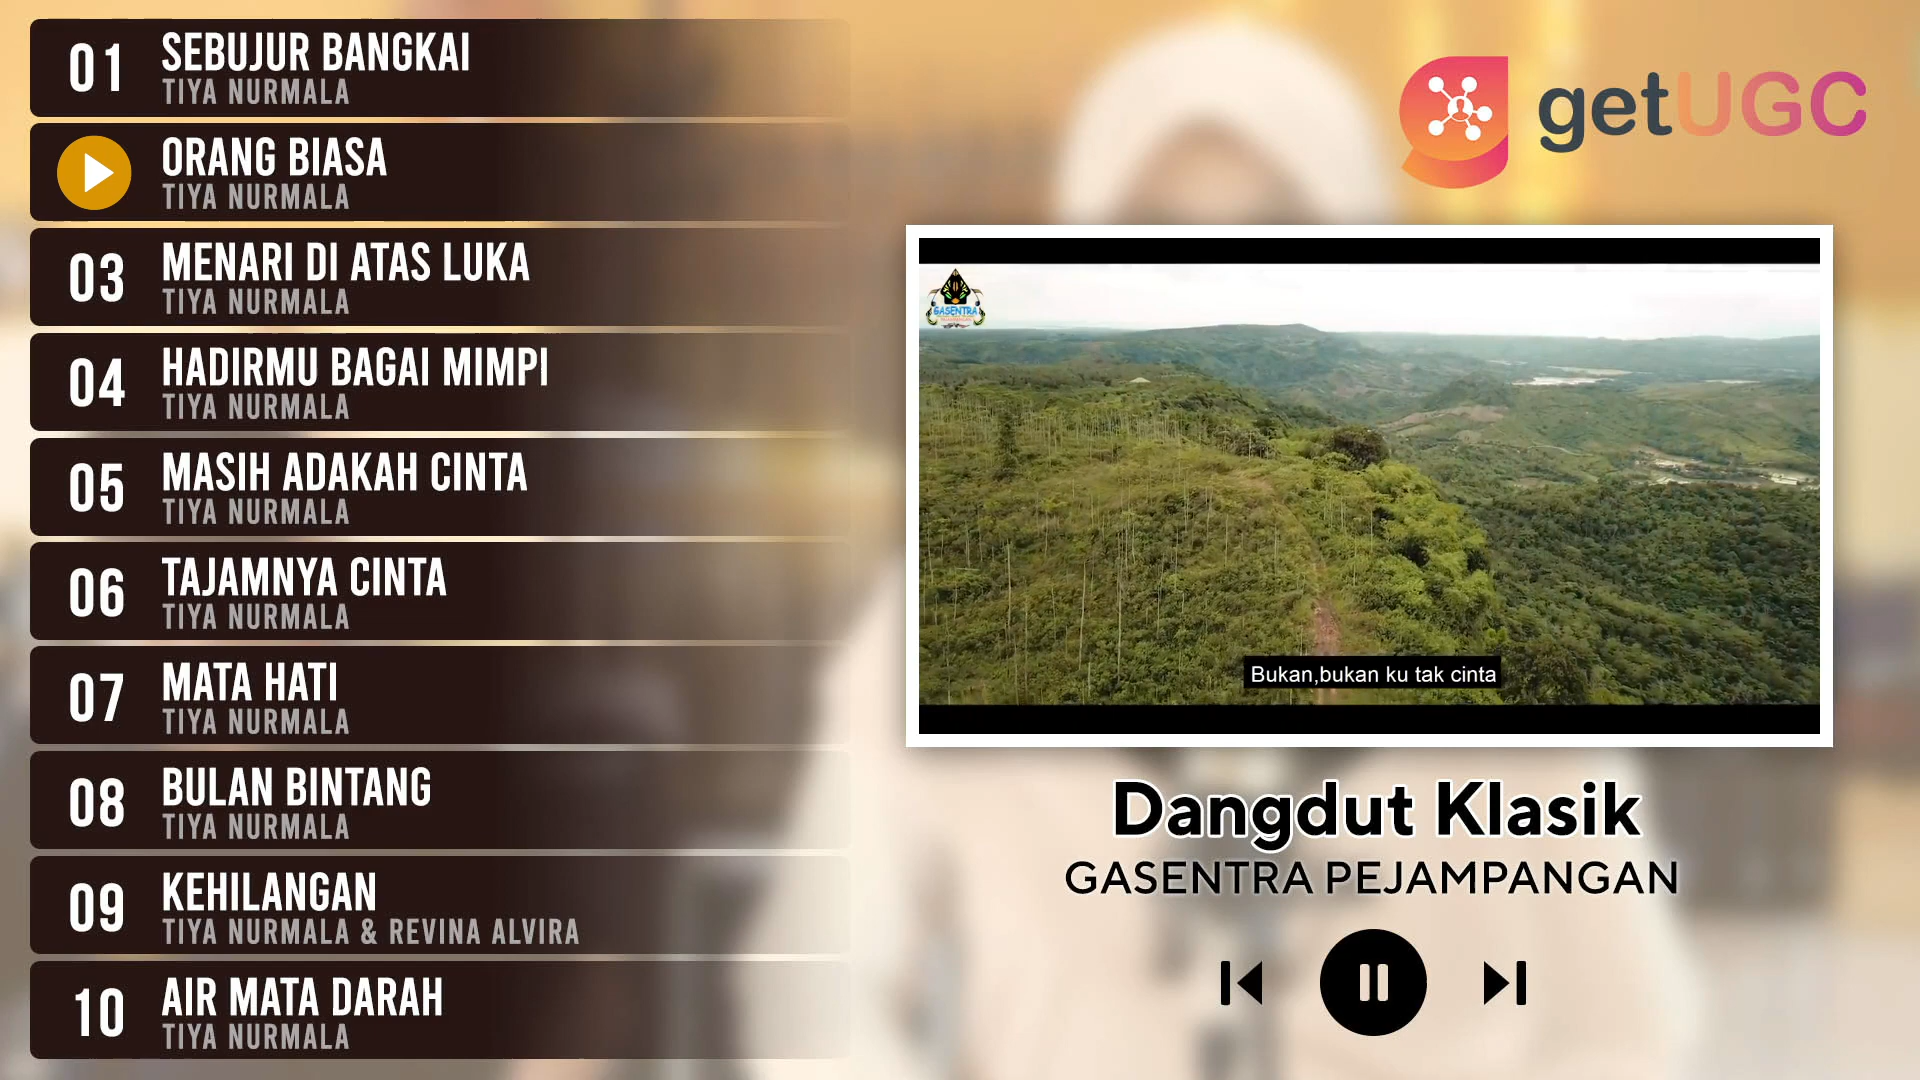 01
SEBUJUR BANGKAI
TIYA NURMALA
ORANG BIASA
TIYA NURMALA
03
MENARI DI ATAS LUKA
TIYA NURMALA
04
HADIRMU BAGAI MIMPI
TIYA NURMALA
05
MASIH ADAKAH CINTA
TIYA NURMALA
06
TAJAMNYA CINTA
TIYA NURMALA
07
MATA HATI
TIYA NURMALA
08
BULAN BINTANG
TIYA NURMALA
09
KEHILANGAN
TIYA NURMALA & REVINA ALVIRA
10
AIR MATA DARAH
TIYA NURMALA
getUGC
GASENTRA
Bukan,bukan ku tak cinta
Dangdut Klasik
GASENTRA PEJAMPANGAN